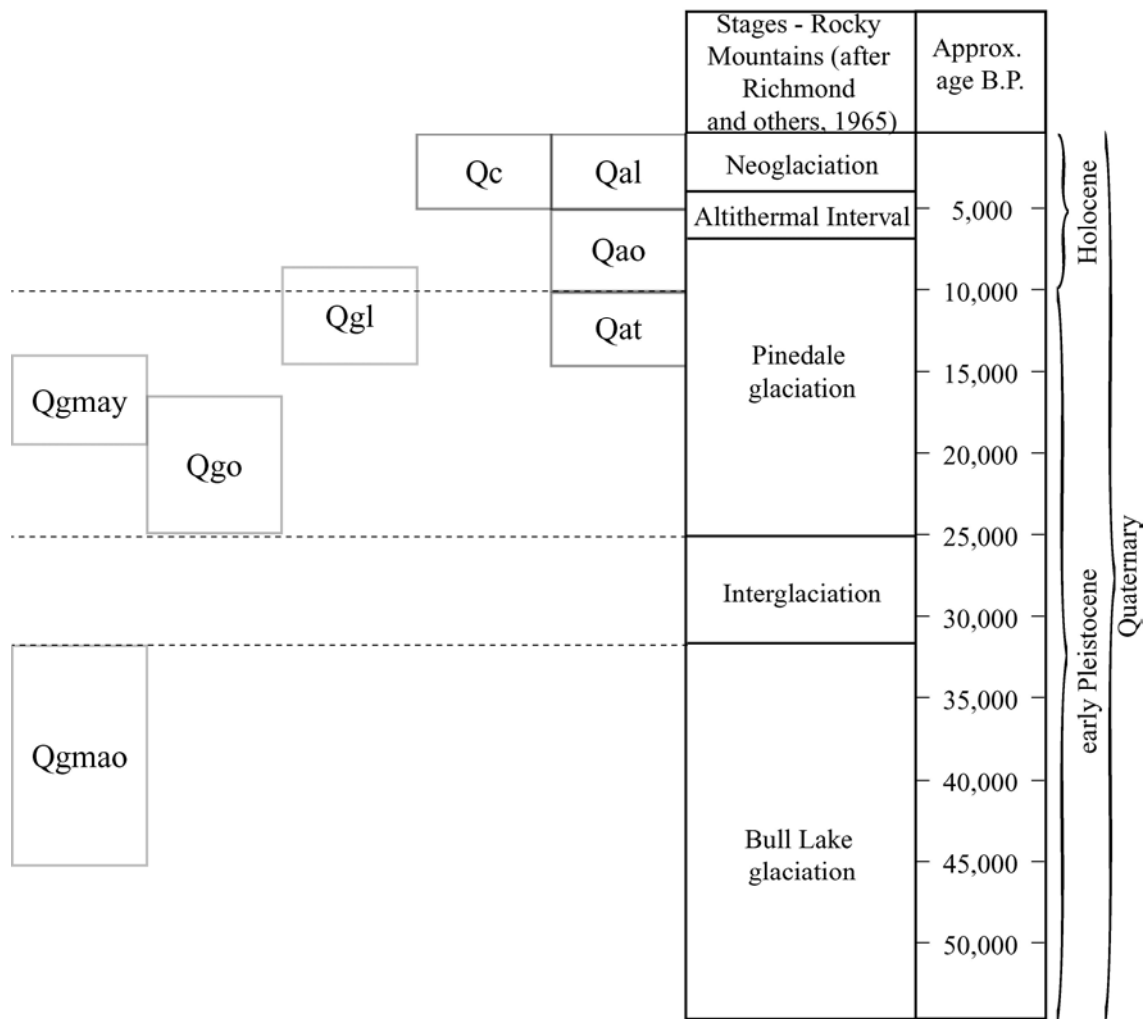 Stages - Rocky
Mountains (after
Richmond
and others, 1965)
Approx.
age B.P.
Qc
Qal
Neoglaciation
5,000
Altithermal Interval
Holocene
Qao
10,000
Qgl
Qat
Pinedale
glaciation
15,000
Qgmay
Qgo
20,000
25,000
Interglaciation
30,000
Quaternary
early Pleistocene
35,000
Qgmao
40,000
Bull Lake
glaciation
45,000
50,000